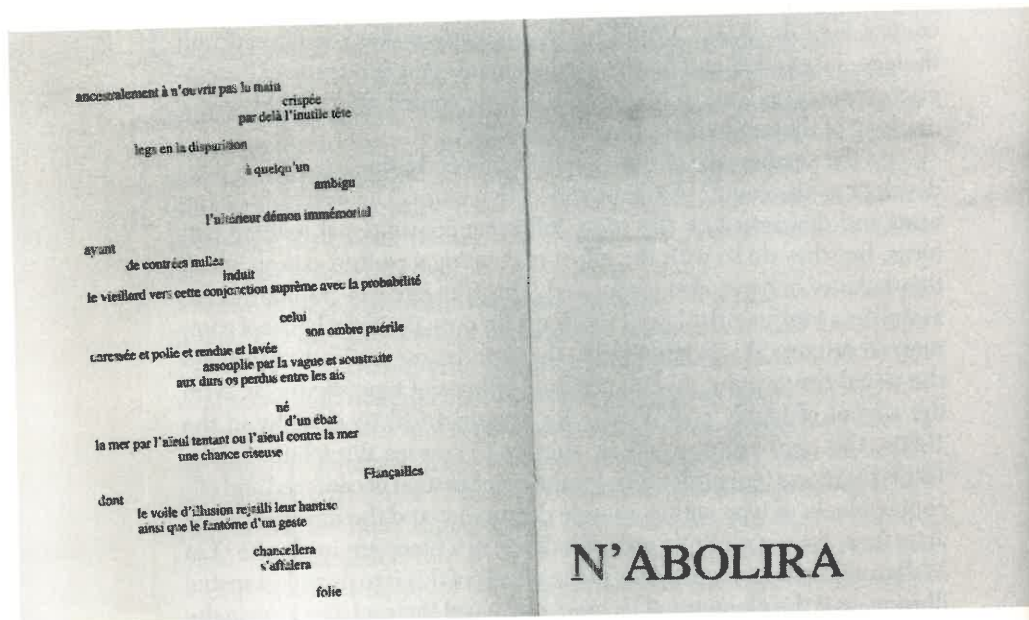 ancestralement à n'ouvrir pas la main
crispée
par delà l'inutile tête
legs en la disparition
à quelqu'un
ambigu
l'ultérieur démon immémorial
ayant
de contrées nulles
induit
le vieillard vers cette conjonction suprême avec la probabilité
celui
son ombre puérile
caressée et polie et rendue et lavée
assouplie par la vague et soustraite
aux durs os perdus entre les ais
né
d'un ébat
la mer par l'aïeul tentant ou l'aïeul contre la mer
une chance oiseuse
Fiançailles
dont
le voile d'illusion rejailli leur hantise
ainsi que le fantôme d'un geste
chancellera
s'affalera
folie
N'ABOLIRA